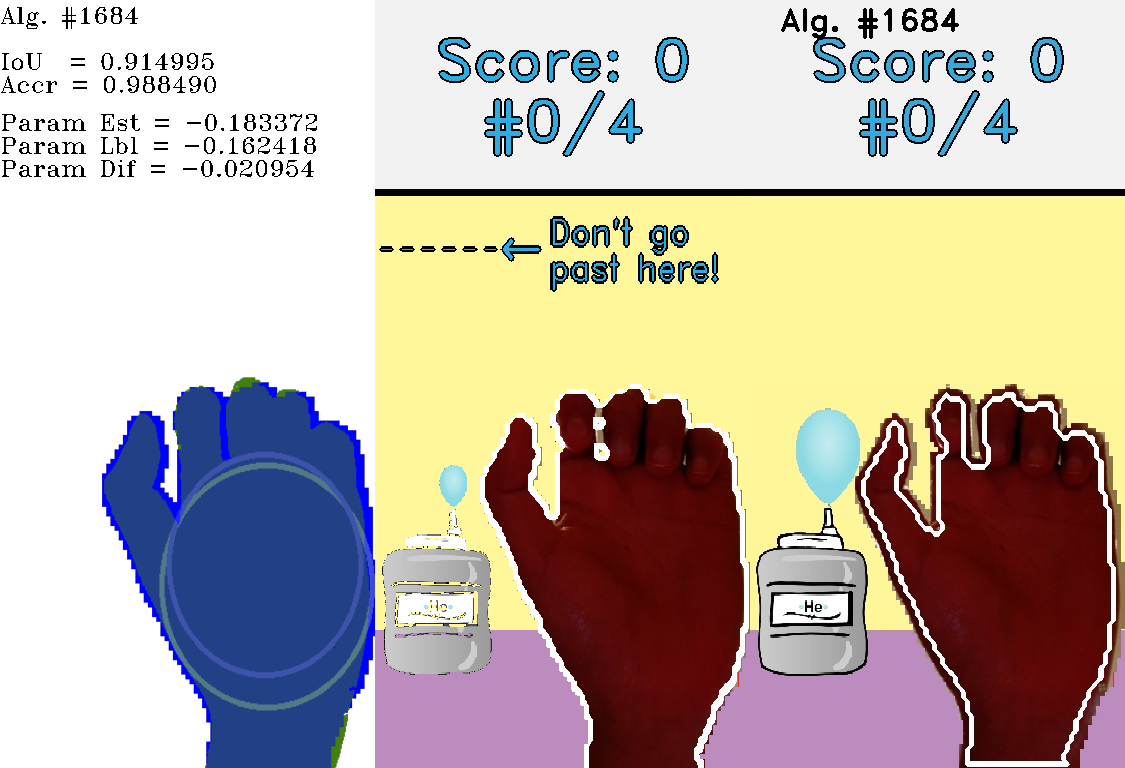 Alg. #1684
IoU = 0.914995
Accr = 0.988490
Param Est = −0.183372
Param Lbl = −0.162418
Param Dif = −0.020954
Score: 0
#0/4
Don't go
past here!
He
Alg. #1684
Score: 0
#0/4
He